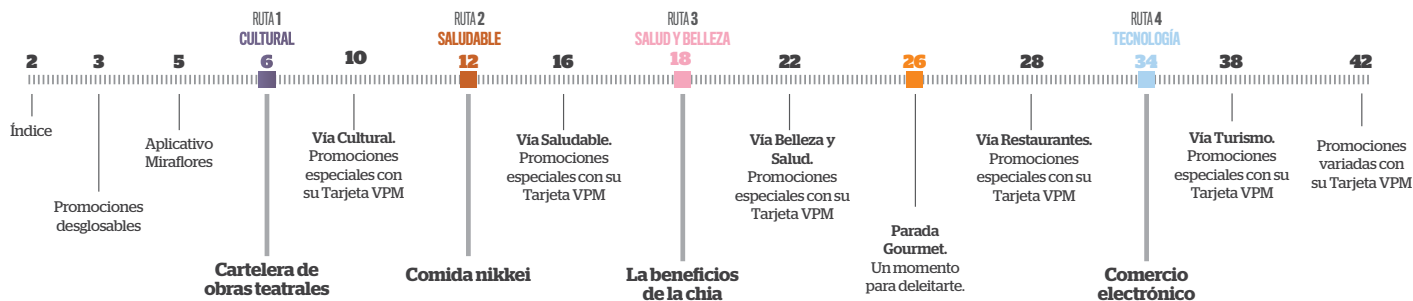 RUTA 1
CULTURAL
RUTA 2
SALUDABLE
RUTA 3
SALUD Y BELLEZA
RUTA 4
TECNOLOGÍA
2
3
5
6
10
12
16
18
22
26
28
34
38
42
Índice
Promociones
desglosables
Aplicativo
Miraflores
Cartelera de
obras teatrales
Vía Cultural.
Promociones
especiales con
su Tarjeta VPM
Comida nikkei
Vía Saludable.
Promociones
especiales con su
Tarjeta VPM
La beneficios
de la chia
Vía Belleza y
Salud.
Promociones
especiales con su
Tarjeta VPM
Parada
Gourmet.
Un momento
para deleitarte.
Vía Restaurantes.
Promociones
especiales con su
Tarjeta VPM
Comercio
electrónico
Vía Turismo.
Promociones
especiales con su
Tarjeta VPM
Promociones
variadas con
su Tarjeta VPM